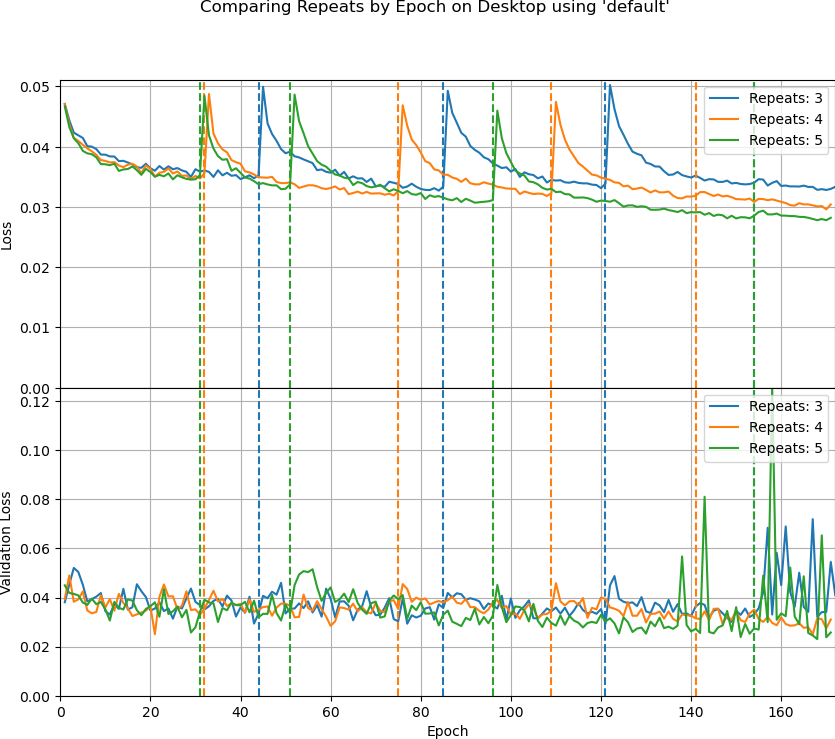 Comparing Repeats by Epoch on Desktop using 'default'
0.05
0.04
0.03
0.02
0.01
0.00
Loss
Repeats: 3
Repeats: 4
Repeats: 5
0.12
0.10
0.08
0.06
0.04
0.02
0.00
Validation Loss
Repeats: 3
Repeats: 4
Repeats: 5
0 20 40 60 80 100 120 140 160
Epoch